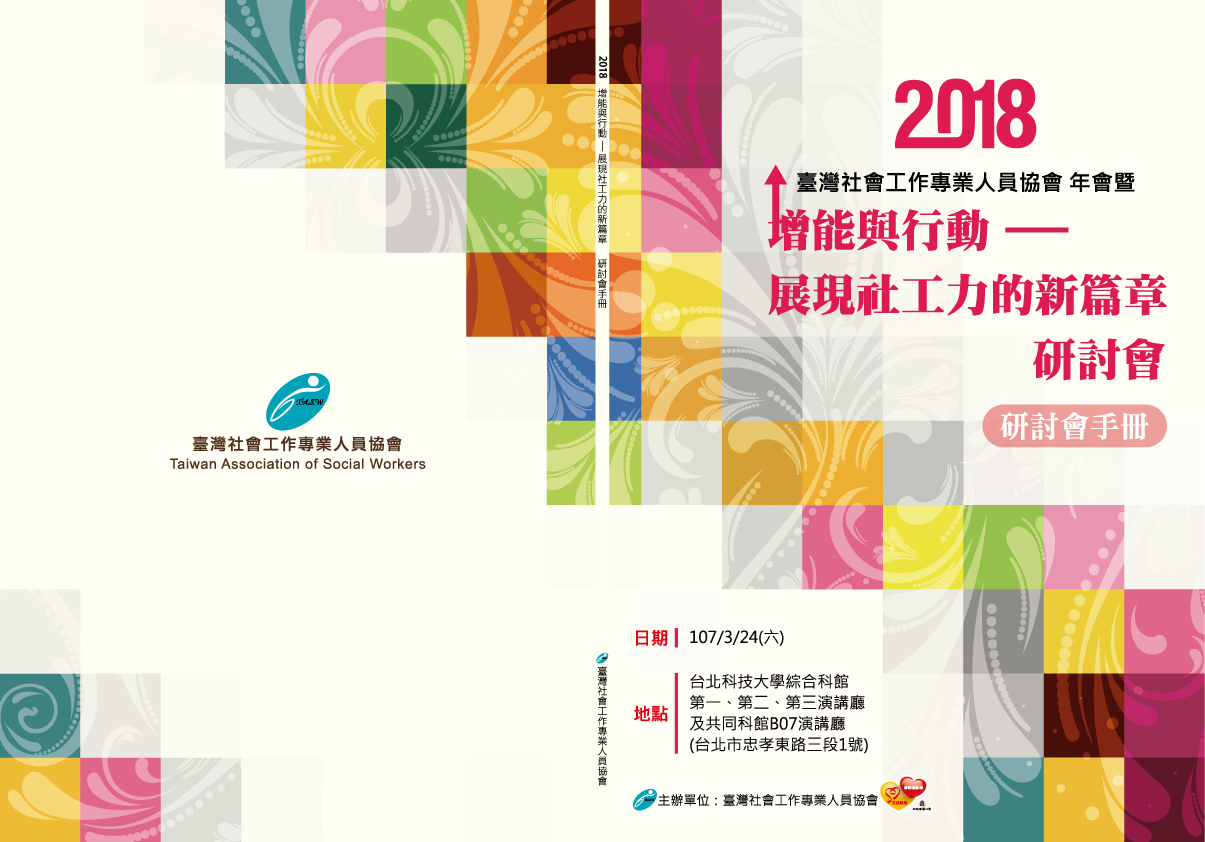 TASW
臺灣社會工作專業人員協會
Taiwan Association of Social Workers
2018 增能與行動 — 展現社工力的新篇章 研討會手冊
臺灣社會工作專業人員協會
2018
臺灣社會工作專業人員協會 年會暨
增能與行動 —
展現社工力的新篇章
研討會
研討會手冊
日期 107/3/24(六)
地點
台北科技大學綜合科館
第一、第二、第三演講廳
及共同科館B07演講廳
(台北市忠孝東路三段1號)
主辦單位：臺灣社會工作專業人員協會